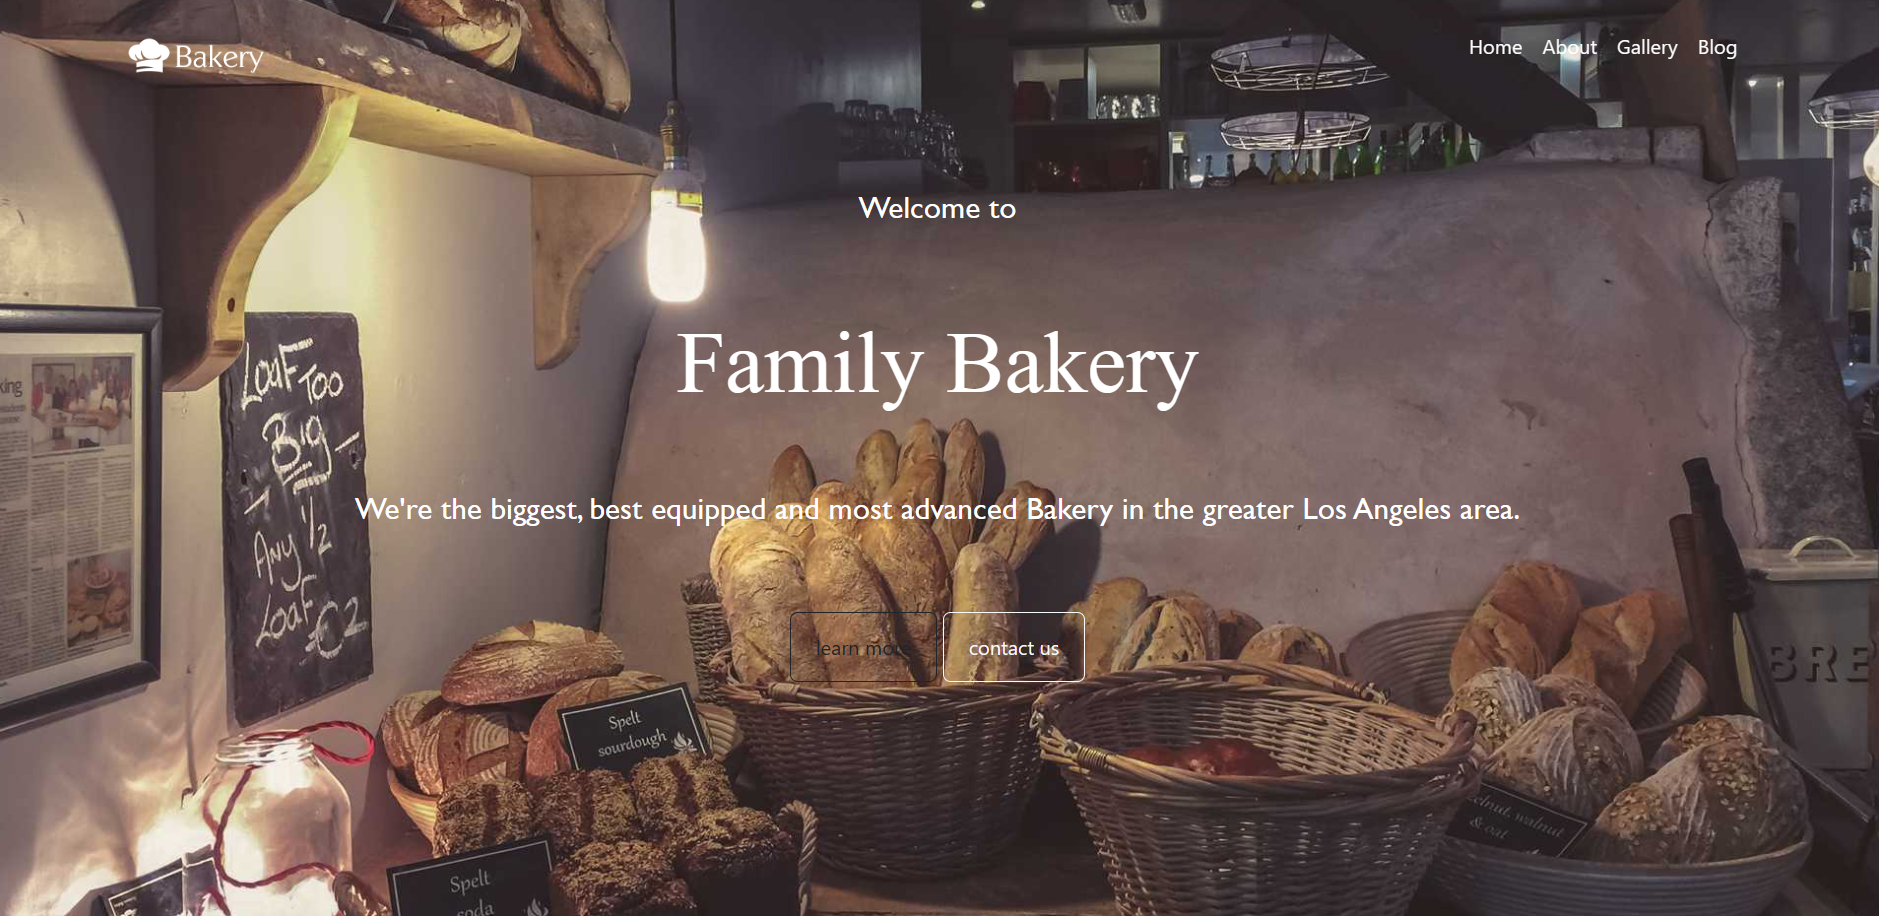 Bakery
Home About Gallery Blog
Welcome to
Family Bakery
We're the biggest, best equipped and most advanced Bakery in the greater Los Angeles area.
learn more
contact us
king
Loaf Too
Big
Any 1/2
Loaf £2
Spelt
sourdough
Spelt
soda
walnut
& oat
BRE